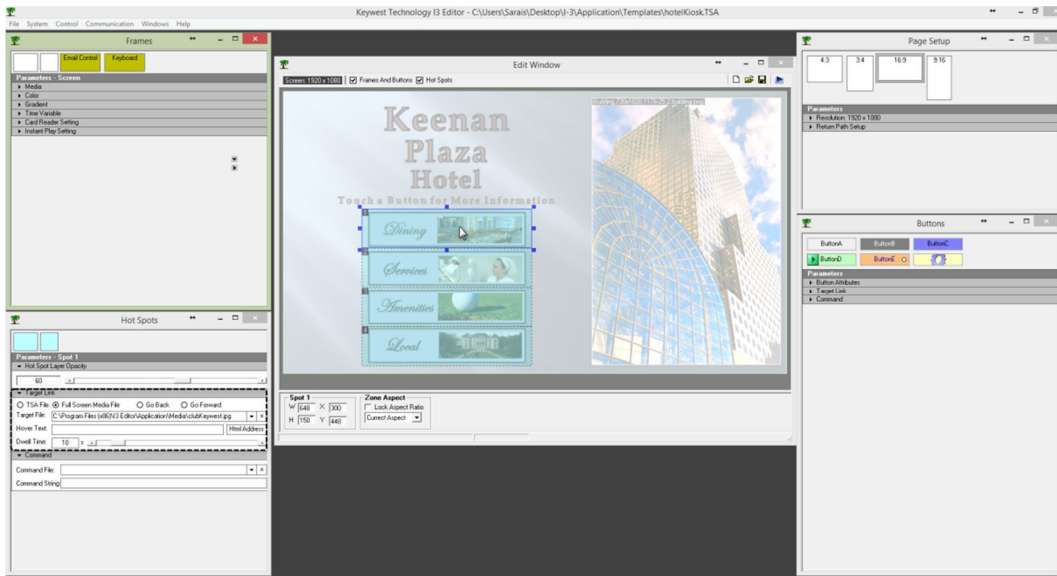 Keywest Technology I3 Editor - C:\Users\Sarais\Desktop\I-3\Application\Templates\hotelKiosk.TSA
File System Control Communication Windows Help
Frames
Email Control Keyboard
Parameters - Screen
Media
Color
Gradient
Time Variable
Card Reader Setting
Instant Play Setting
Hot Spots
Parameters - Spot 1
Hot Spot Layer Opacity
60
Target Link
TSA File Full Screen Media File Go Back Go Forward
Target File: C:\Program Files (x86)\I3 Editor\Application\Media\clubKeywest.jpg
Hover Text: Html Address
Dwell Time: 10 s
Command
Command File:
Command String:
Edit Window
Screen: 1920 x 1080 Frames And Buttons Hot Spots
Keenan
Plaza
Hotel
Touch a Button for More Information
1
Dining
2
Services
3
Amenities
4
Local
Spot 1 Zone Aspect
W 648 X 300 Lock Aspect Ratio
H 150 Y 448 Currect Aspect
Page Setup
4:3 3:4 16:9 9:16
Parameters
Resolution: 1920 x 1080
Return Path Setup
Buttons
ButtonA ButtonB ButtonC
ButtonD ButtonE
Parameters
Button Attributes
Target Link
Command